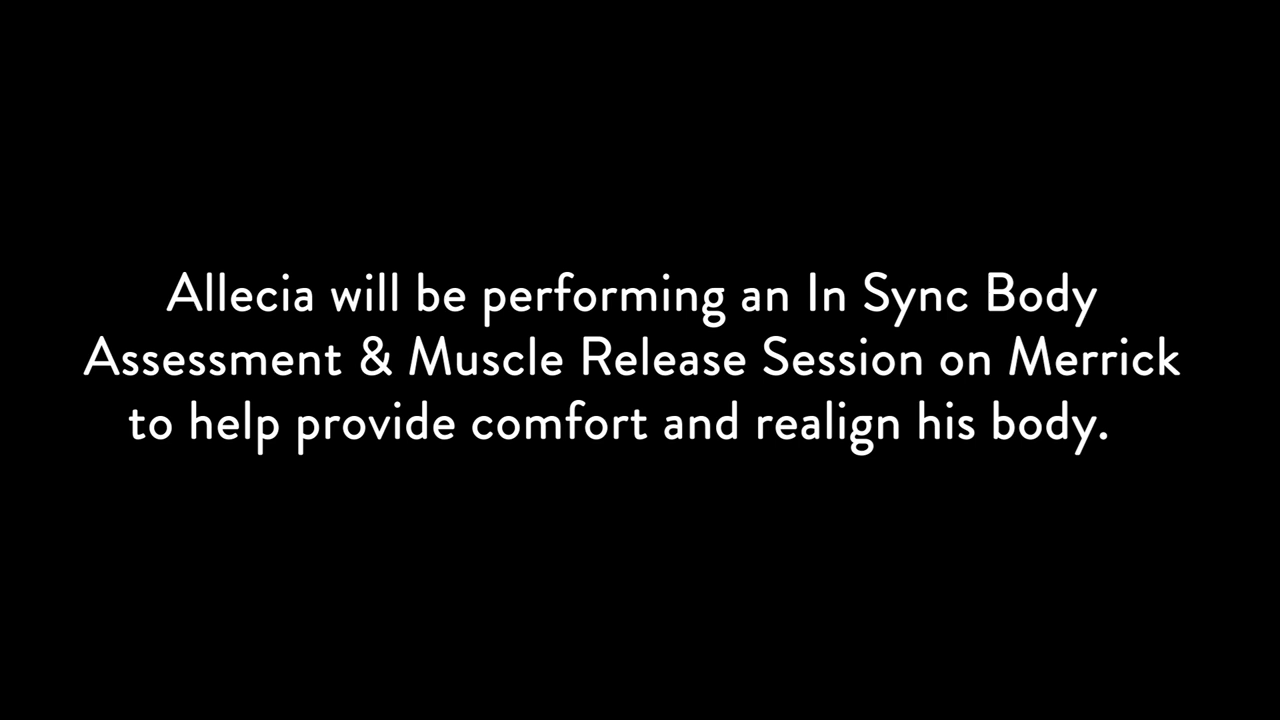 Allecia will be performing an In Sync Body
Assessment & Muscle Release Session on Merrick
to help provide comfort and realign his body.